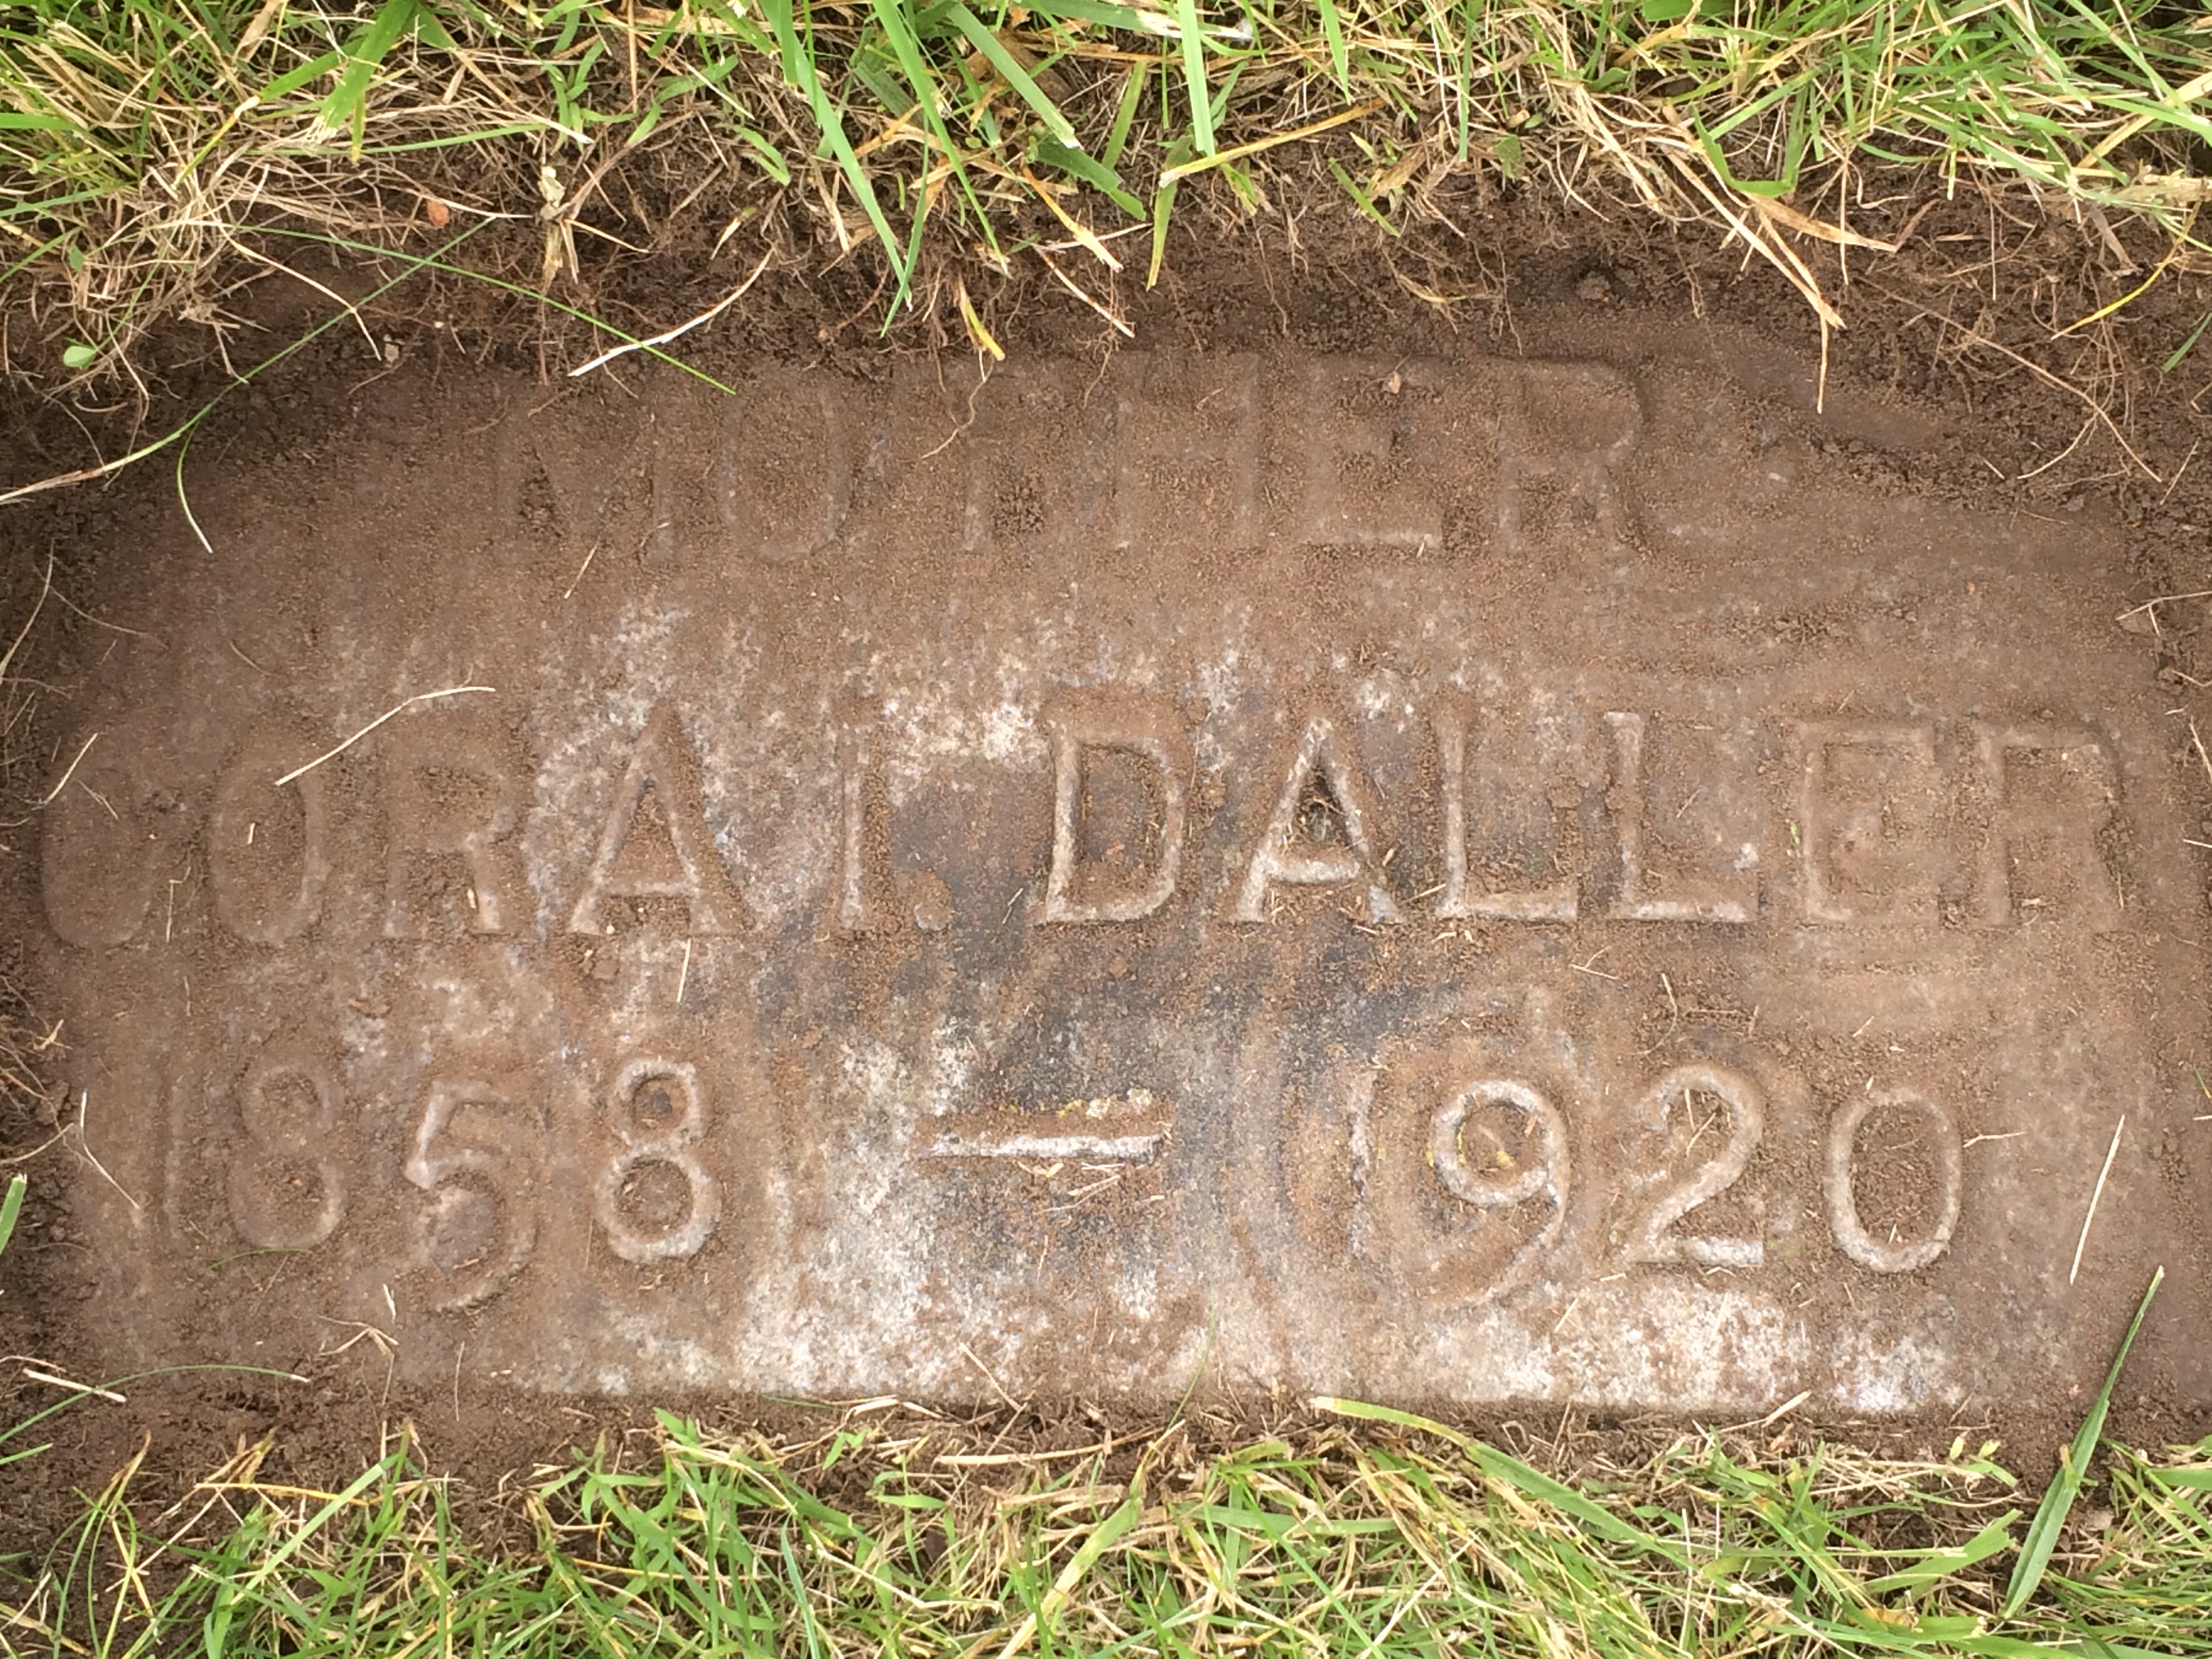 MOTHER
CORA I. DALLER
1858 — 1920